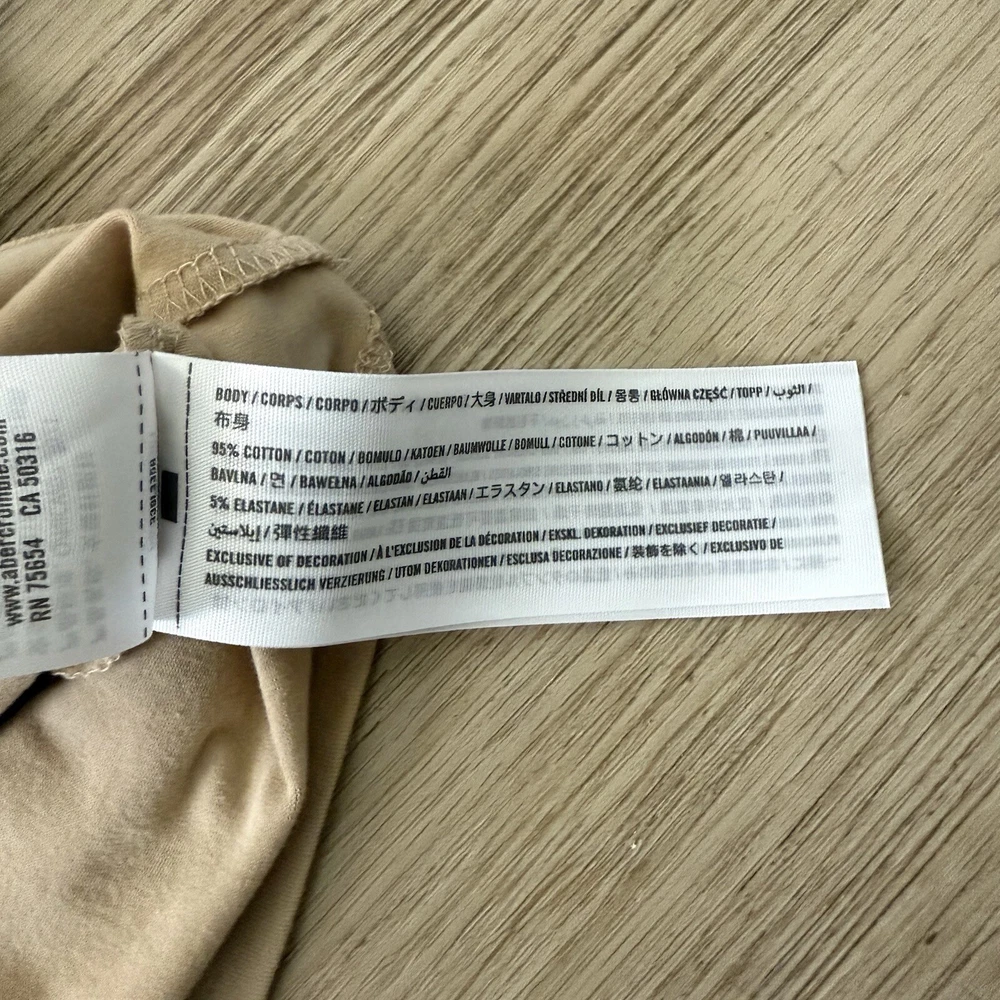 BODY / CORPS / CORPO / ボディ / CUERPO / 大身 / VARTALO / STŘEDNÍ DÍL / 몸통 / GŁÓWNA CZĘŚĆ / TOPP / الثوب /
布身
95% COTTON / COTON / BOMULD / KATOEN / BAUMWOLLE / BOMULL / COTONE / コットン / ALGODÓN / 棉 / PUUVILLAA /
BAVLNA / 면 / BAWEŁNA / ALGODÃO / القطن
5% ELASTANE / ÉLASTANE / ELASTAN / ELASTAAN / エラスタン / ELASTANO / 氨纶 / ELASTAANIA / 엘라스탄 /
إيلاستين / 彈性纖維
EXCLUSIVE OF DECORATION / À L'EXCLUSION DE LA DÉCORATION / EKSKL. DEKORATION / EXCLUSIEF DECORATIE /
AUSSCHLIESSLICH VERZIERUNG / UTOM DEKORATIONEN / ESCLUSA DECORAZIONE / 装飾を除く / EXCLUSIVO DE
www.abercrombie.com
RN 75654 CA 50316